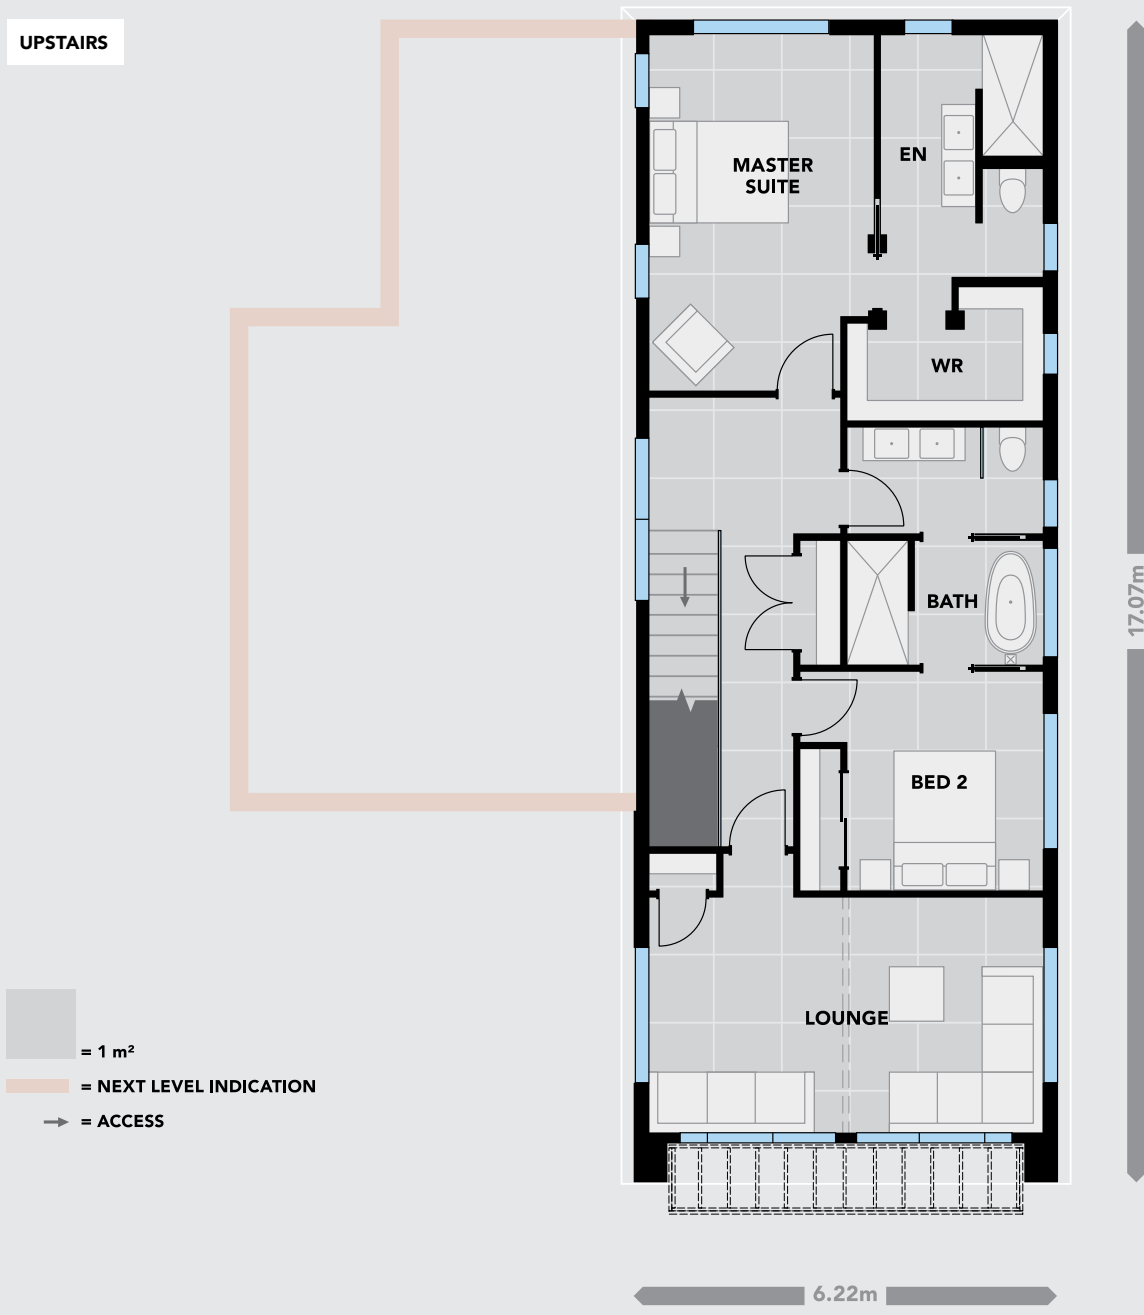 UPSTAIRS
MASTER
SUITE
EN
WR
BATH
17.07m
BED 2
LOUNGE
= 1 m²
= NEXT LEVEL INDICATION
= ACCESS
6.22m